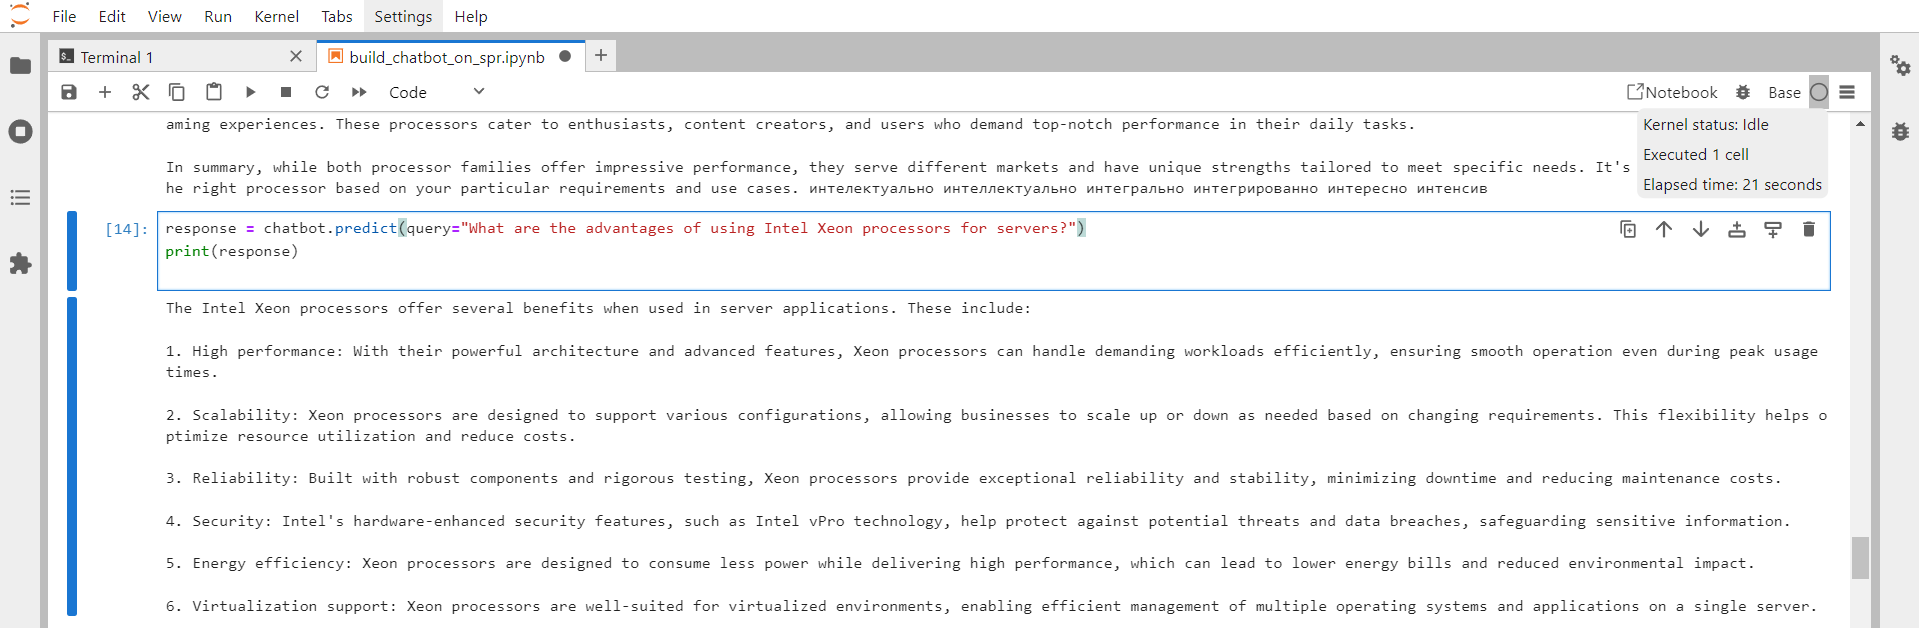 File Edit View Run Kernel Tabs Settings Help
Terminal 1
build_chatbot_on_spr.ipynb
Code
Notebook
Base
Kernel status: Idle
Executed 1 cell
Elapsed time: 21 seconds
aming experiences. These processors cater to enthusiasts, content creators, and users who demand top-notch performance in their daily tasks.
In summary, while both processor families offer impressive performance, they serve different markets and have unique strengths tailored to meet specific needs. It's
he right processor based on your particular requirements and use cases. интелектуально интеллектуально интегрально интегрированно интересно интенсив
[14]:
response = chatbot.predict(query="What are the advantages of using Intel Xeon processors for servers?")
print(response)
The Intel Xeon processors offer several benefits when used in server applications. These include:
1. High performance: With their powerful architecture and advanced features, Xeon processors can handle demanding workloads efficiently, ensuring smooth operation even during peak usage
times.
2. Scalability: Xeon processors are designed to support various configurations, allowing businesses to scale up or down as needed based on changing requirements. This flexibility helps o
ptimize resource utilization and reduce costs.
3. Reliability: Built with robust components and rigorous testing, Xeon processors provide exceptional reliability and stability, minimizing downtime and reducing maintenance costs.
4. Security: Intel's hardware-enhanced security features, such as Intel vPro technology, help protect against potential threats and data breaches, safeguarding sensitive information.
5. Energy efficiency: Xeon processors are designed to consume less power while delivering high performance, which can lead to lower energy bills and reduced environmental impact.
6. Virtualization support: Xeon processors are well-suited for virtualized environments, enabling efficient management of multiple operating systems and applications on a single server.